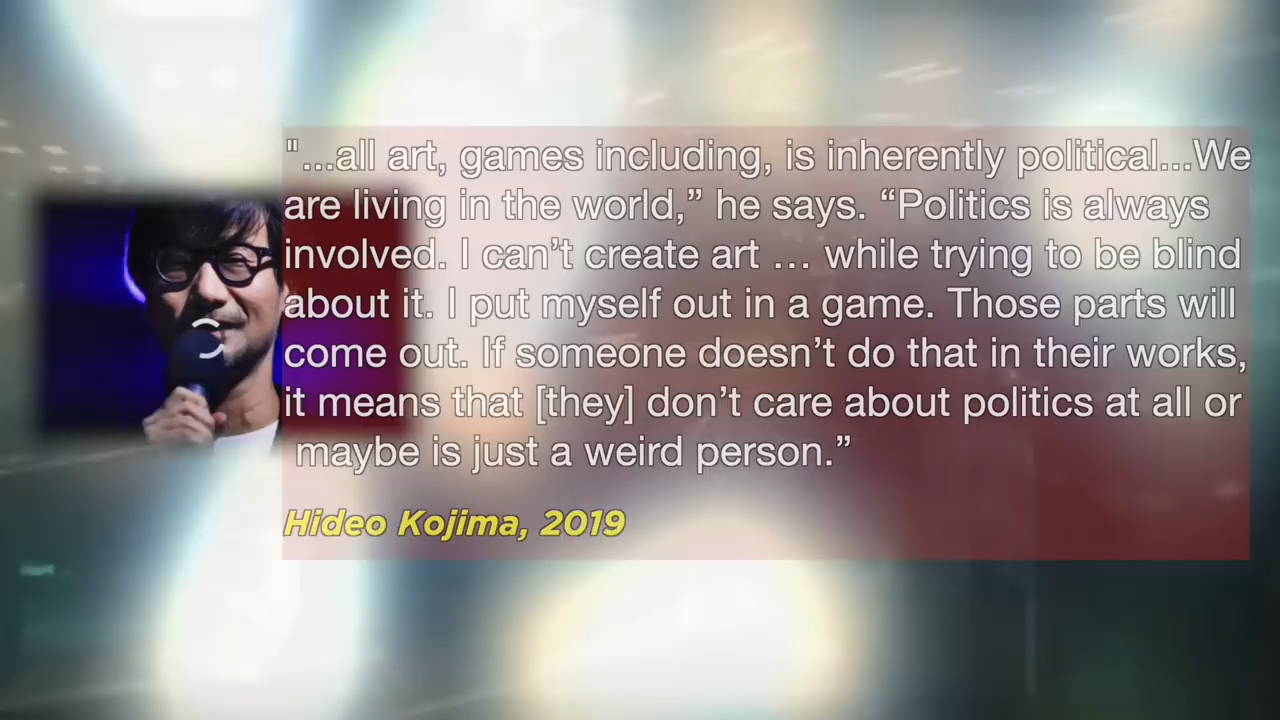 "...all art, games including, is inherently political...We
are living in the world,” he says. “Politics is always
involved. I can’t create art … while trying to be blind
about it. I put myself out in a game. Those parts will
come out. If someone doesn’t do that in their works,
it means that [they] don’t care about politics at all or
maybe is just a weird person.”
Hideo Kojima, 2019